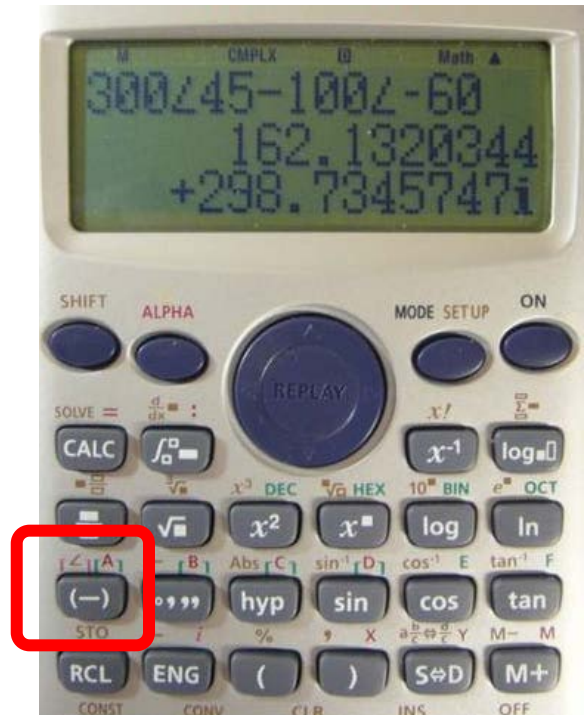 M CMPLX D Math ▲
300∠45-100∠-60
162.1320344
+298.7345747i
SHIFT ALPHA MODE SETUP ON
REPLAY
SOLVE = d/dx■ : x! Σ■
CALC ∫■ x⁻¹ log■□
³√■ x³ DEC ■√□ HEX 10■ BIN e■ OCT
√■ x² x■ log ln
∠ A B Abs C sin⁻¹ D cos⁻¹ E tan⁻¹ F
(−) °,,, hyp sin cos tan
STO i % , X a b/c⇔d/c Y M− M
RCL ENG ( ) S⇔D M+
CONST CONV CLR INS OFF